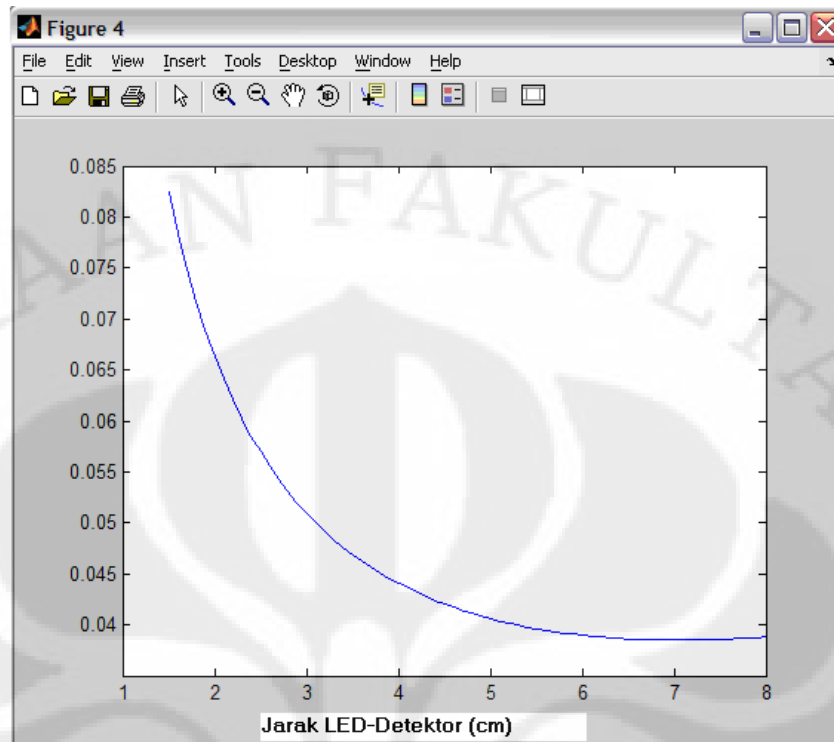 Figure 4
File Edit View Insert Tools Desktop Window Help
0.085
0.08
0.075
0.07
0.065
0.06
0.055
0.05
0.045
0.04
1 2 3 4 5 6 7 8
Jarak LED-Detektor (cm)
AAN FAKULTA